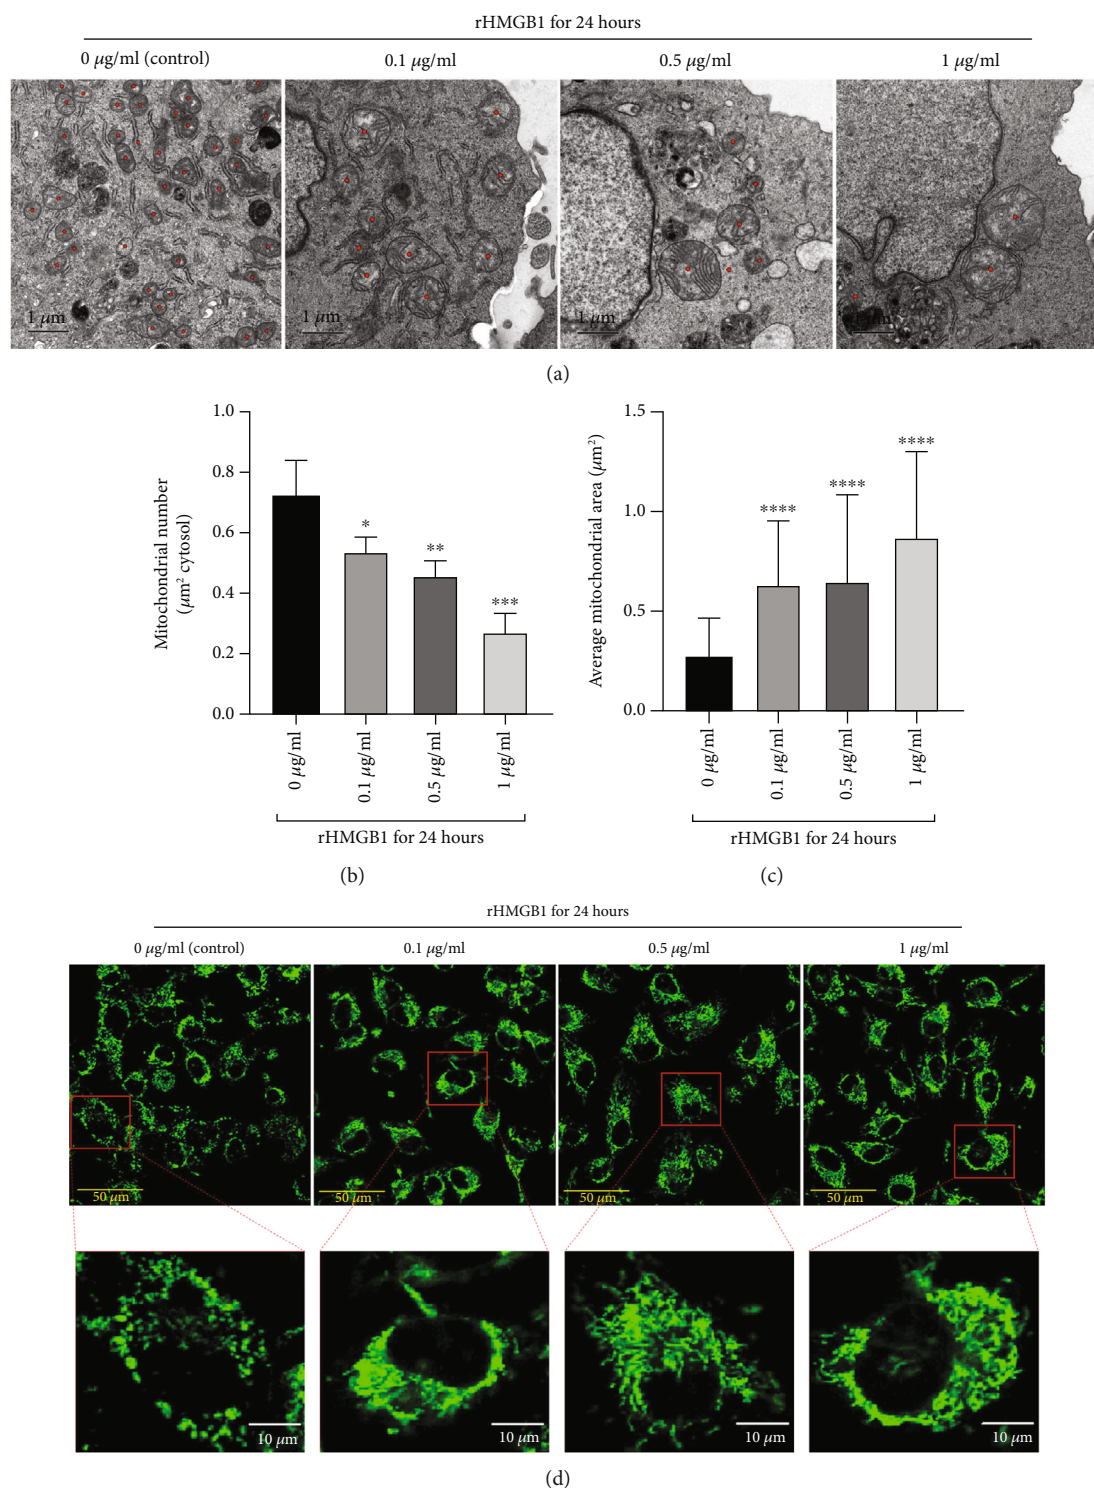 rHMGB1 for 24 hours
0 μg/ml (control) 0.1 μg/ml 0.5 μg/ml 1 μg/ml
1 μm 1 μm 1 μm 1 μm
(a)
Mitochondrial number
(μm² cytosol)
1.0
0.8
0.6
0.4
0.2
0.0
*
**
***
0 μg/ml
0.1 μg/ml
0.5 μg/ml
1 μg/ml
rHMGB1 for 24 hours
(b)
Average mitochondrial area (μm²)
1.5
1.0
0.5
0.0
****
****
****
0 μg/ml
0.1 μg/ml
0.5 μg/ml
1 μg/ml
rHMGB1 for 24 hours
(c)
rHMGB1 for 24 hours
0 μg/ml (control) 0.1 μg/ml 0.5 μg/ml 1 μg/ml
50 μm 50 μm 50 μm 50 μm
10 μm 10 μm 10 μm 10 μm
(d)